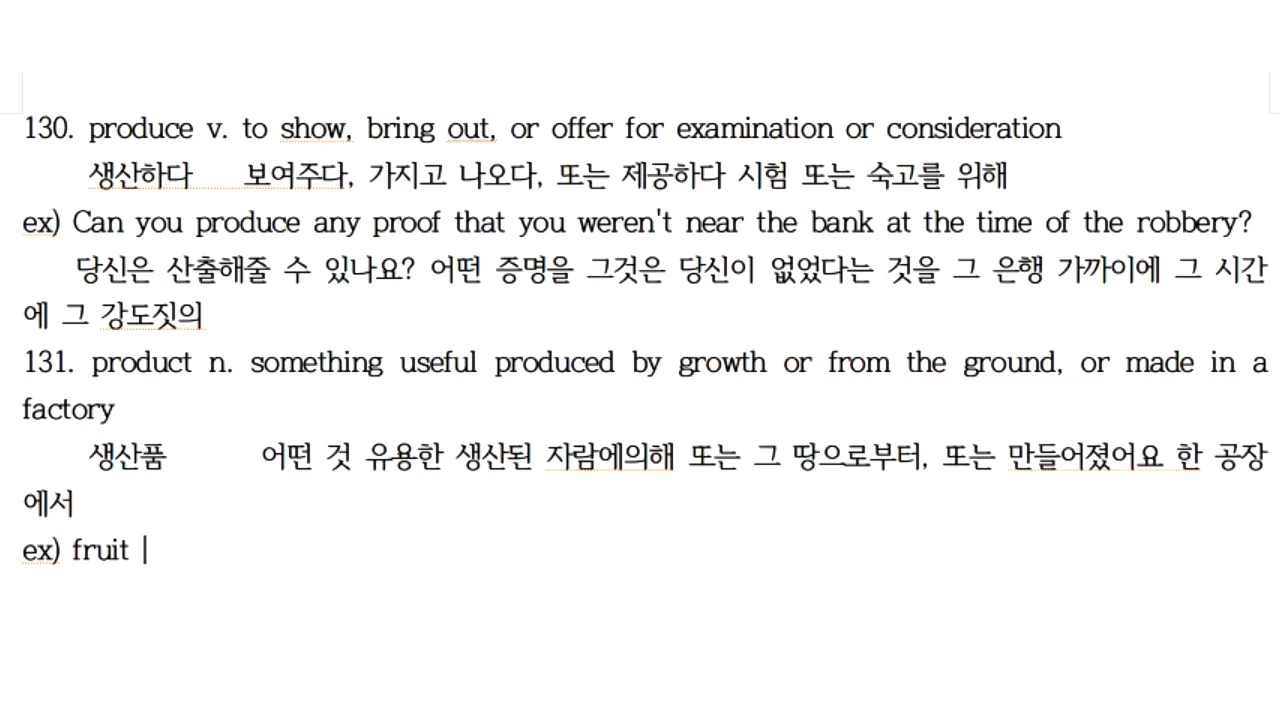 130. produce v. to show, bring out, or offer for examination or consideration
생산하다 보여주다, 가지고 나오다, 또는 제공하다 시험 또는 숙고를 위해
ex) Can you produce any proof that you weren't near the bank at the time of the robbery?
당신은 산출해줄 수 있나요? 어떤 증명을 그것은 당신이 없었다는 것을 그 은행 가까이에 그 시간
에 그 강도짓의
131. product n. something useful produced by growth or from the ground, or made in a
factory
생산품 어떤 것 유용한 생산된 자람에의해 또는 그 땅으로부터, 또는 만들어졌어요 한 공장
에서
ex) fruit